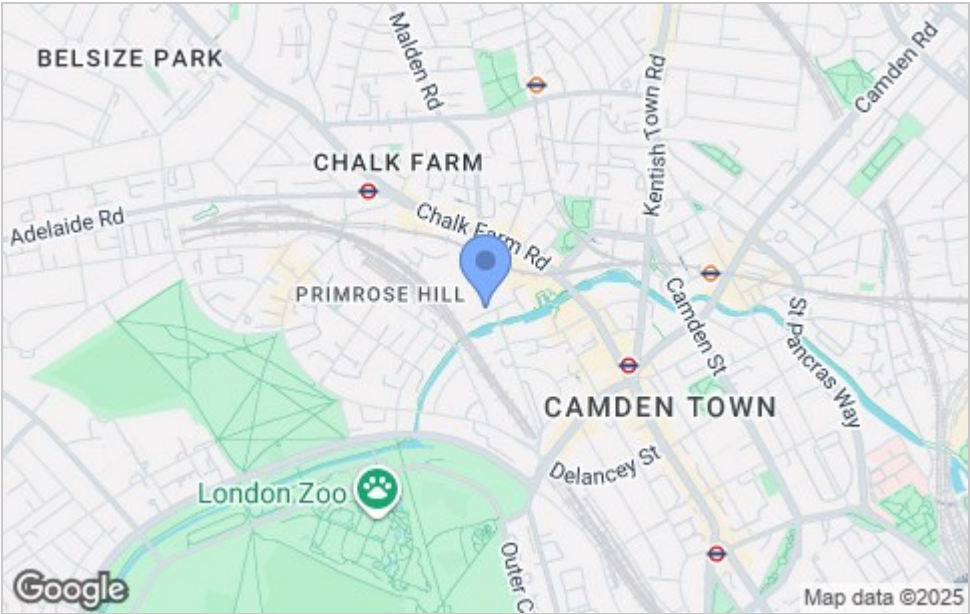 BELSIZE PARK
Malden Rd
Camden Rd
Kentish Town Rd
CHALK FARM
Adelaide Rd
Chalk Farm Rd
PRIMROSE HILL
Camden St
St Pancras Way
CAMDEN TOWN
Delancey St
London Zoo
Outer C
Google
Map data ©2025